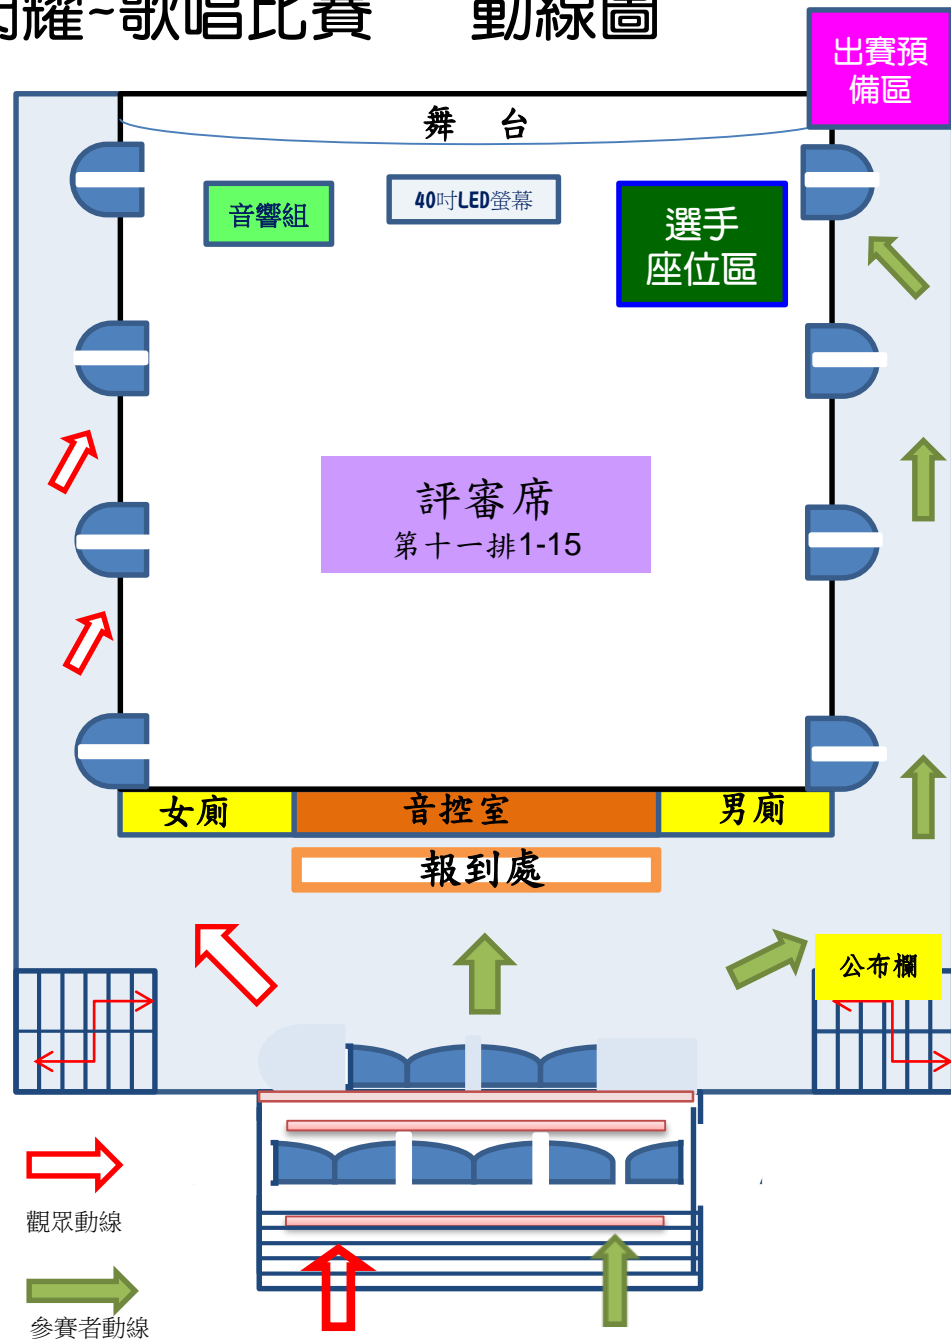 耀~歌唱比賽 動線圖
出賽預
備區
舞 台
音響組
40吋LED螢幕
選手
座位區
評審席
第十一排1-15
女廁
音控室
男廁
報到處
公布欄
觀眾動線
參賽者動線